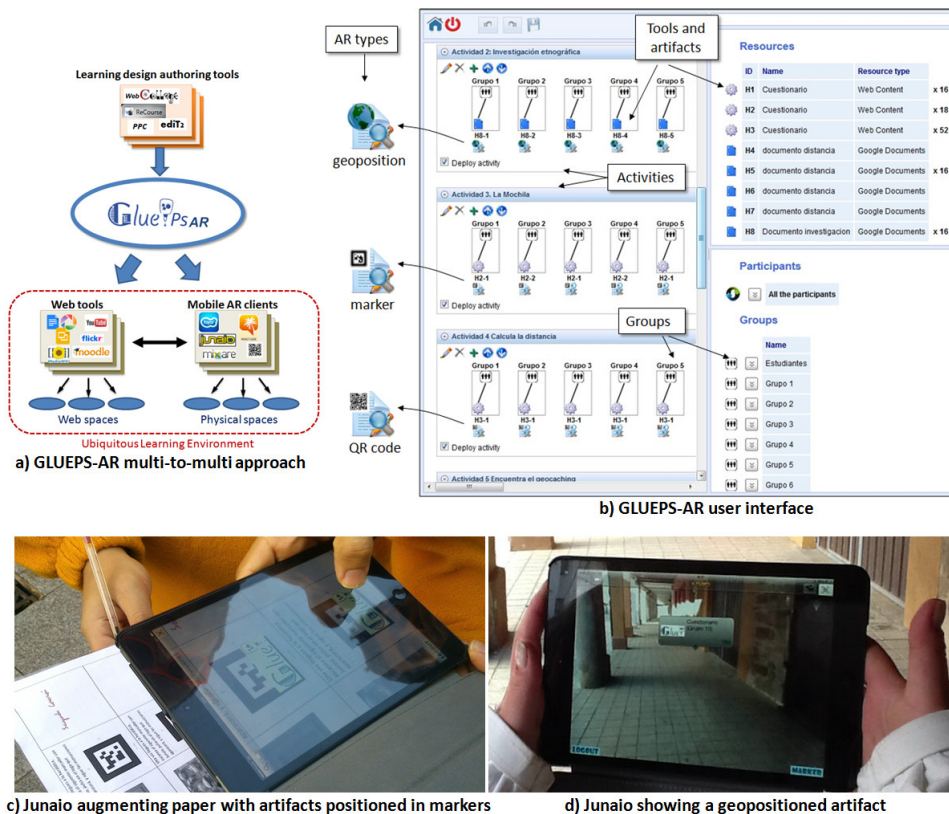 Learning design authoring tools
Web Collage
ReCourse
PPC
ediT2
GLUE!PS AR
Web tools
Mobile AR clients
YouTube
flickr
moodle
junaio
mixare
Web spaces
Physical spaces
Ubiquitous Learning Environment
a) GLUEPS-AR multi-to-multi approach
AR types
geoposition
marker
QR code
Tools and
artifacts
Activities
Groups
Actividad 2: Investigación etnográfica
Grupo 1 Grupo 2 Grupo 3 Grupo 4 Grupo 5
H8-1 H8-2 H8-3 H8-4 H8-5
Deploy activity
Actividad 3. La Mochila
Grupo 1 Grupo 2 Grupo 3 Grupo 4 Grupo 5
H2-1 H2-2 H2-1 H2-2 H2-1
Deploy activity
Actividad 4 Calcula la distancia
Grupo 1 Grupo 2 Grupo 3 Grupo 4 Grupo 5
H3-1 H3-1 H3-1 H3-1 H3-1
Deploy activity
Actividad 5 Encuentra el geocaching
Resources
ID Name Resource type
H1 Cuestionario Web Content x 16
H2 Cuestionario Web Content x 18
H3 Cuestionario Web Content x 52
H4 documento distancia Google Documents
H5 documento distancia Google Documents x 16
H6 documento distancia Google Documents
H7 documento distancia Google Documents
H8 Documento investigacion Google Documents x 16
Participants
All the participants
Groups
Name
Estudiantes
Grupo 1
Grupo 2
Grupo 3
Grupo 4
Grupo 5
Grupo 6
b) GLUEPS-AR user interface
Glue!
Cuestionario
LOGOUT
MARKER
c) Junaio augmenting paper with artifacts positioned in markers
d) Junaio showing a geopositioned artifact